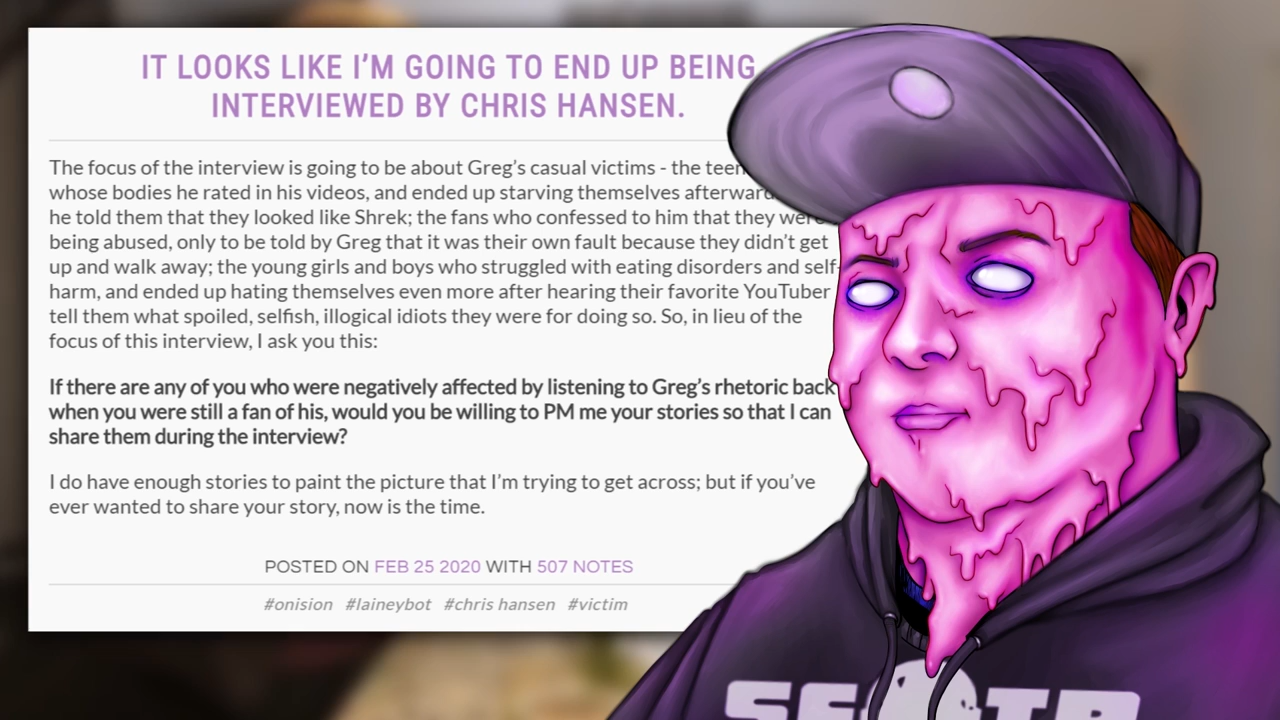 IT LOOKS LIKE I’M GOING TO END UP BEING
INTERVIEWED BY CHRIS HANSEN.
The focus of the interview is going to be about Greg’s casual victims - the teen
whose bodies he rated in his videos, and ended up starving themselves afterward
he told them that they looked like Shrek; the fans who confessed to him that they were
being abused, only to be told by Greg that it was their own fault because they didn’t get
up and walk away; the young girls and boys who struggled with eating disorders and self-
harm, and ended up hating themselves even more after hearing their favorite YouTuber
tell them what spoiled, selfish, illogical idiots they were for doing so. So, in lieu of the
focus of this interview, I ask you this:
If there are any of you who were negatively affected by listening to Greg’s rhetoric back
when you were still a fan of his, would you be willing to PM me your stories so that I can
share them during the interview?
I do have enough stories to paint the picture that I’m trying to get across; but if you’ve
ever wanted to share your story, now is the time.
POSTED ON FEB 25 2020 WITH 507 NOTES
#onision #laineybot #chris hansen #victim